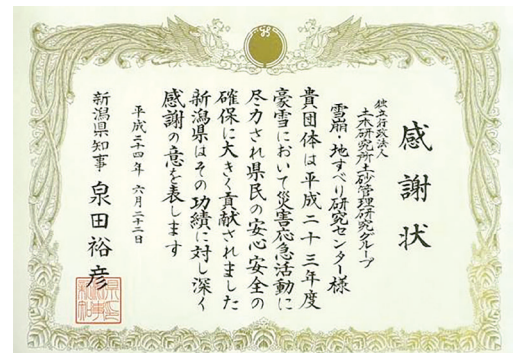 感謝状
独立行政法人
土木研究所土砂管理研究グループ
雪崩・地すべり研究センター様
貴団体は平成二十三年度
豪雪において災害応急活動に
尽力され県民の安心安全の
確保に大きく貢献されました
新潟県はその功績に対し深く
感謝の意を表します
平成二十四年 六月二十二日
新潟県知事 泉田裕彦